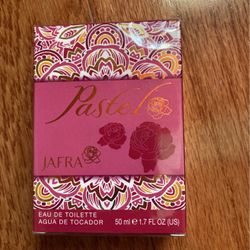 Pastel
JAFRA
EAU DE TOILETTE
AGUA DE TOCADOR 50 ml ℮ 1.7 FL OZ (US)